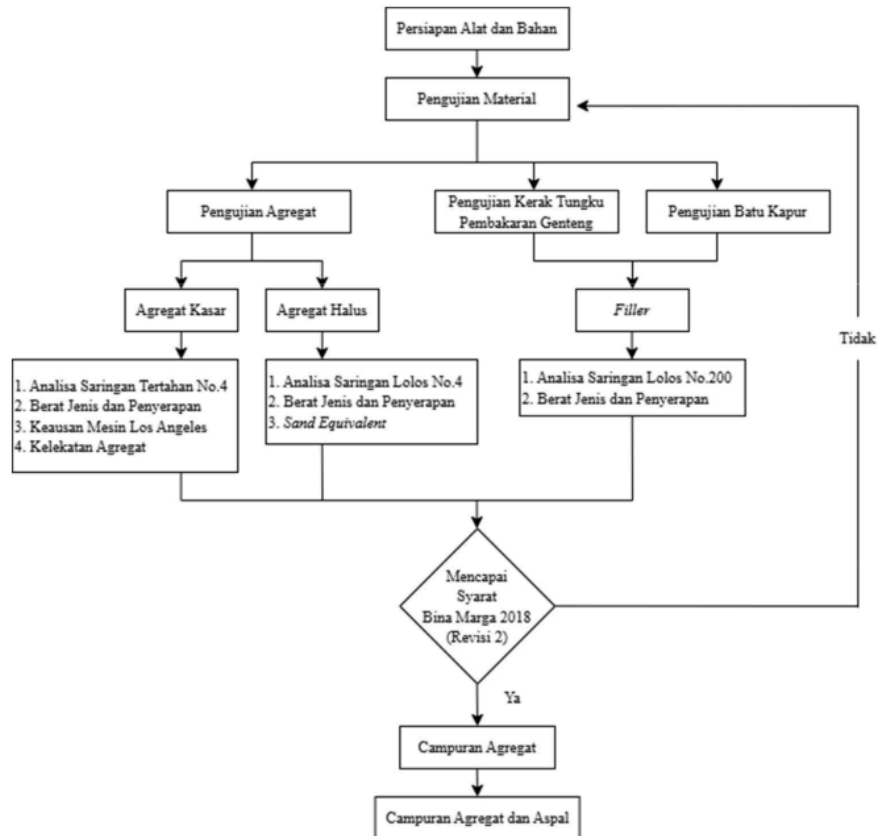 Persiapan Alat dan Bahan
Pengujian Material
Pengujian Agregat
Pengujian Kerak Tungku
Pembakaran Genteng
Pengujian Batu Kapur
Agregat Kasar
Agregat Halus
Filler
Tidak
1. Analisa Saringan Tertahan No.4
2. Berat Jenis dan Penyerapan
3. Keausan Mesin Los Angeles
4. Kelekatan Agregat
1. Analisa Saringan Lolos No.4
2. Berat Jenis dan Penyerapan
3. Sand Equivalent
1. Analisa Saringan Lolos No.200
2. Berat Jenis dan Penyerapan
Mencapai
Syarat
Bina Marga 2018
(Revisi 2)
Ya
Campuran Agregat
Campuran Agregat dan Aspal